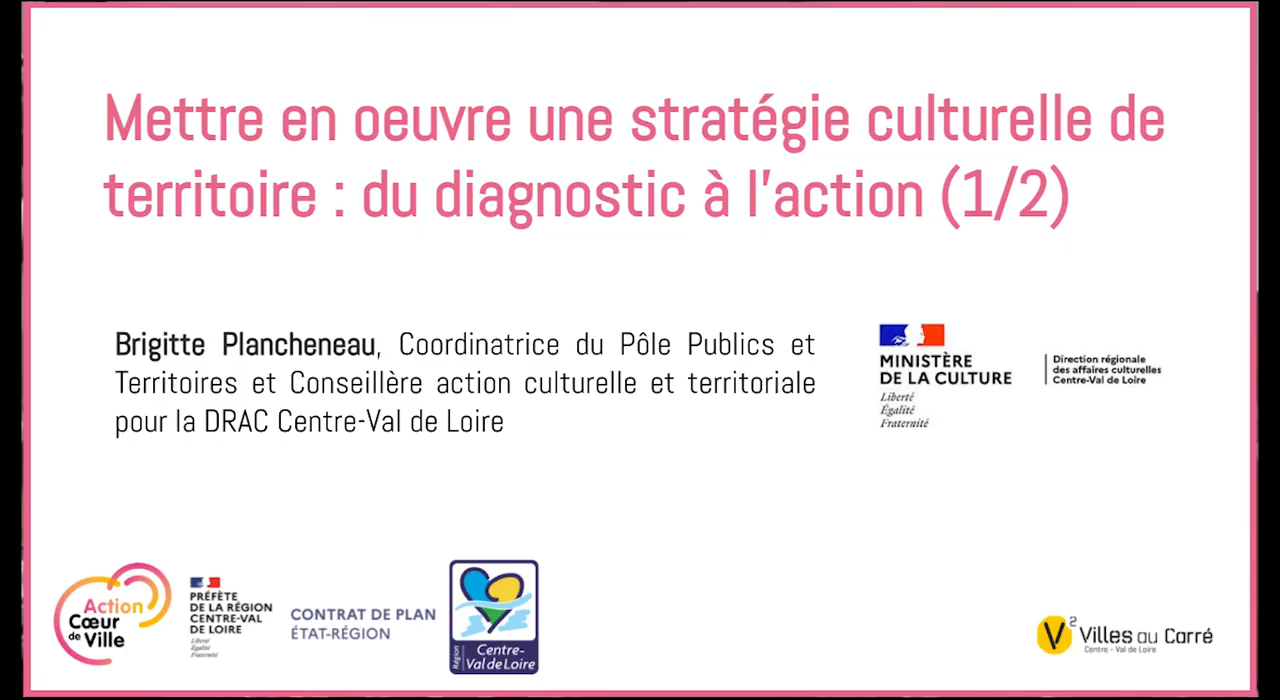 Mettre en oeuvre une stratégie culturelle de
territoire : du diagnostic à l'action (1/2)
Brigitte Plancheneau, Coordinatrice du Pôle Publics et
Territoires et Conseillère action culturelle et territoriale
pour la DRAC Centre-Val de Loire
MINISTÈRE
DE LA CULTURE
Liberté
Égalité
Fraternité
Direction régionale
des affaires culturelles
Centre-Val de Loire
Action
Cœur
de Ville
PRÉFÈTE
DE LA RÉGION
CENTRE-VAL
DE LOIRE
Liberté
Égalité
Fraternité
CONTRAT DE PLAN
ÉTAT-RÉGION
Région
Centre-
Val de Loire
V2 Villes au Carré
Centre - Val de Loire